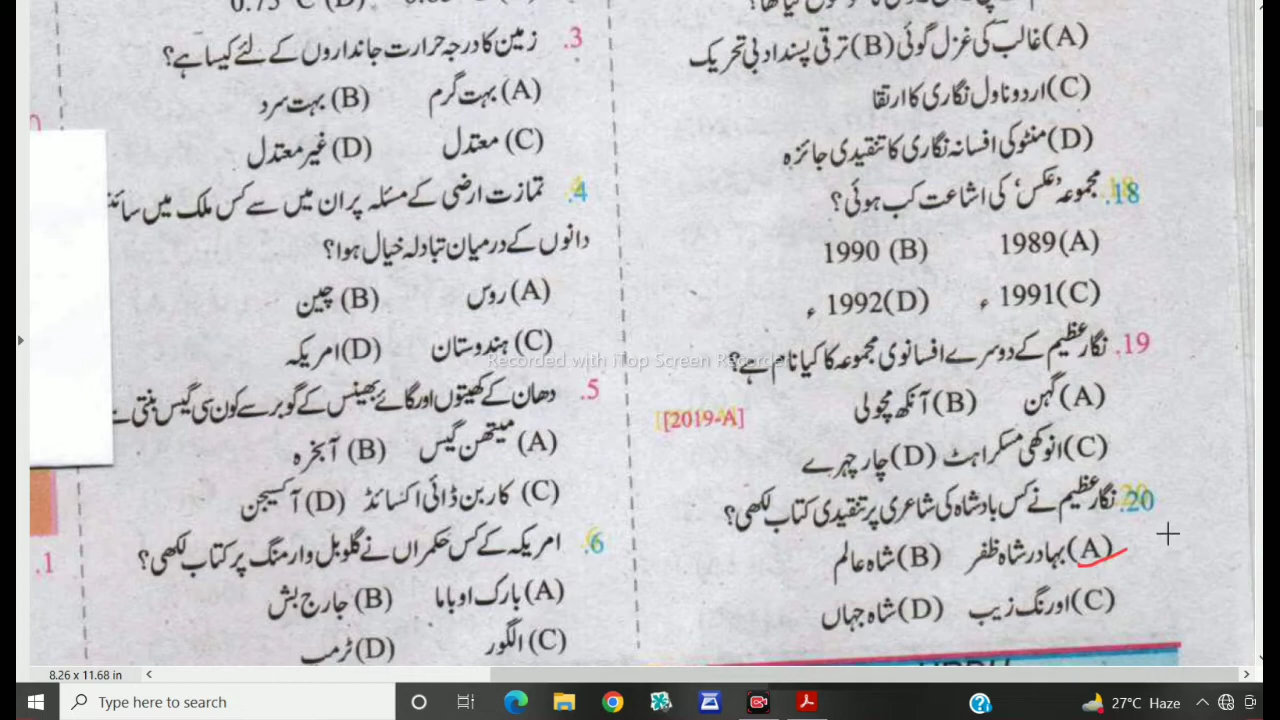 (A) غالب کی غزل گوئی (B) ترقی پسند ادبی تحریک
(C) اردو ناول نگاری کا ارتقا
(D) منٹو کی افسانہ نگاری کا تنقیدی جائزہ
18. مجموعہ 'عکس' کی اشاعت کب ہوئی؟
(A) 1989 (B) 1990
(C) 1991ء (D) 1992ء
19. نگار عظیم کے دوسرے افسانوی مجموعہ کا کیا نام ہے؟
(A) گہن (B) آنکھ مچولی
[2019-A]
(C) انوکھی مسکراہٹ (D) چار چہرے
20. نگار عظیم نے کس بادشاہ کی شاعری پر تنقیدی کتاب لکھی؟
(A) بہادر شاہ ظفر (B) شاہ عالم
(C) اورنگ زیب (D) شاہ جہاں
3. زمین کا درجہ حرارت جانداروں کے لئے کیسا ہے؟
(A) بہت گرم (B) بہت سرد
(C) معتدل (D) غیر معتدل
4. تمازت ارضی کے مسئلہ پر ان میں سے کس ملک میں
دانوں کے درمیان تبادلہ خیال ہوا؟
(A) روس (B) چین
(C) ہندوستان (D) امریکہ
5. دھان کے کھیتوں اور گائے بھینس کے گوبر سے کون سی گیس بنتی
(A) میتھن گیس (B) آبخرہ
(C) کاربن ڈائی اکسائڈ (D) آکسیجن
6. امریکہ کے کس حکمراں نے گلوبل وارمنگ پر کتاب لکھی؟
(A) بارک اوباما (B) جارج بش
(C) الگور (D) ٹرمپ
1.
Recorded with iTop Screen Recorder
8.26 x 11.68 in
Type here to search
27°C Haze